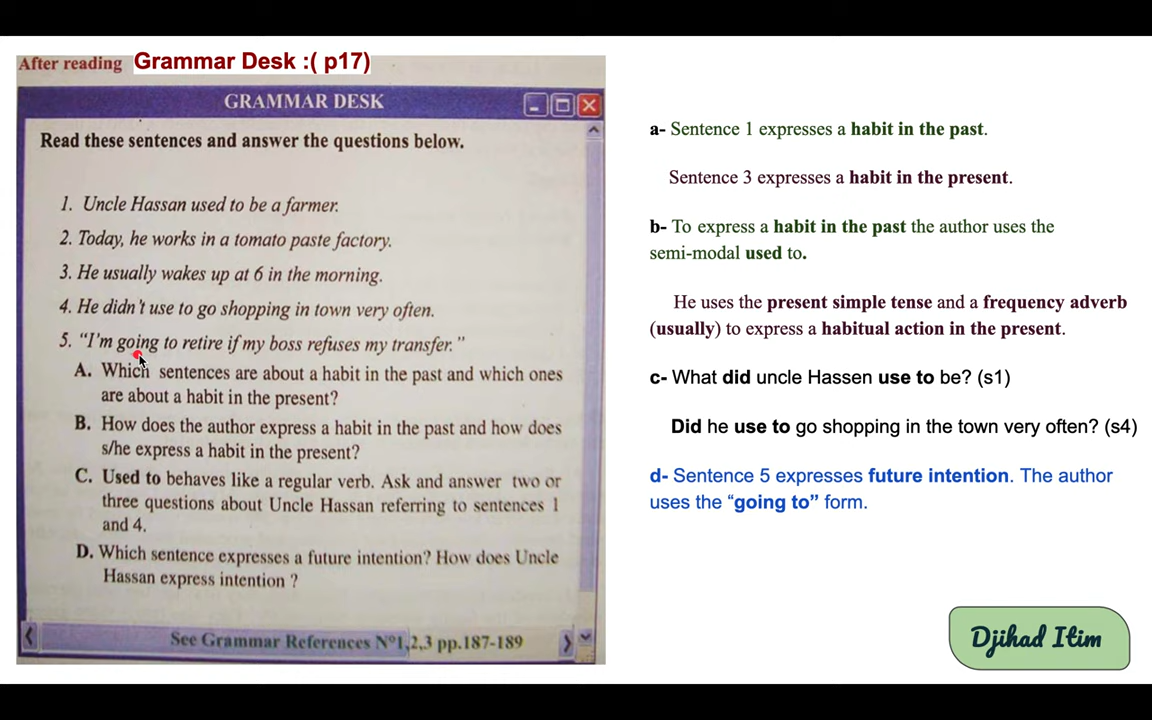 After reading Grammar Desk :( p17)
GRAMMAR DESK
Read these sentences and answer the questions below.
1. Uncle Hassan used to be a farmer.
2. Today, he works in a tomato paste factory.
3. He usually wakes up at 6 in the morning.
4. He didn't use to go shopping in town very often.
5. "I'm going to retire if my boss refuses my transfer."
A. Which sentences are about a habit in the past and which ones
are about a habit in the present?
B. How does the author express a habit in the past and how does
s/he express a habit in the present?
C. Used to behaves like a regular verb. Ask and answer two or
three questions about Uncle Hassan referring to sentences 1
and 4.
D. Which sentence expresses a future intention? How does Uncle
Hassan express intention ?
See Grammar References N°1,2,3 pp.187-189
a- Sentence 1 expresses a habit in the past.
Sentence 3 expresses a habit in the present.
b- To express a habit in the past the author uses the
semi-modal used to.
He uses the present simple tense and a frequency adverb
(usually) to express a habitual action in the present.
c- What did uncle Hassen use to be? (s1)
Did he use to go shopping in the town very often? (s4)
d- Sentence 5 expresses future intention. The author
uses the “going to” form.
Djihad Itim